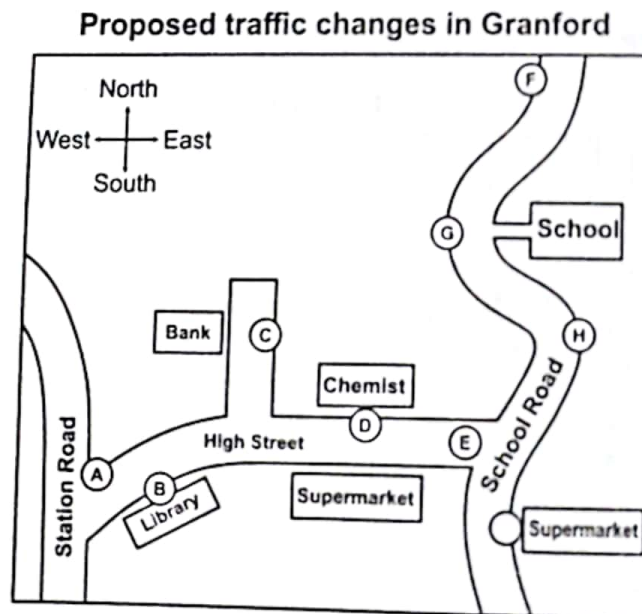 Proposed traffic changes in Granford
North
West East
South
F
G
School
H
Bank
C
Chemist
D
High Street
E
School Road
A
B
Library
Station Road
Supermarket
Supermarket